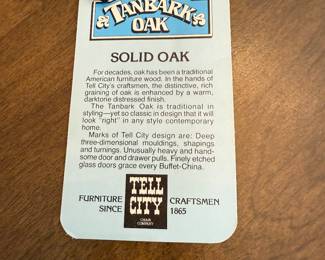 TANBARK
OAK
SOLID OAK
For decades, oak has been a traditional
American furniture wood. In the hands of
Tell City's craftsmen, the distinctive, rich
graining of oak is enhanced by a warm,
darktone distressed finish.
The Tanbark Oak is traditional in
styling—yet so classic in design that it will
look "right" in any style contemporary
home.
Marks of Tell City design are: Deep
three-dimensional mouldings, shapings
and turnings. Unusually heavy and hand-
some door and drawer pulls. Finely etched
glass doors grace every Buffet-China.
FURNITURE TELL CRAFTSMEN
SINCE CITY 1865
CHAIR
COMPANY